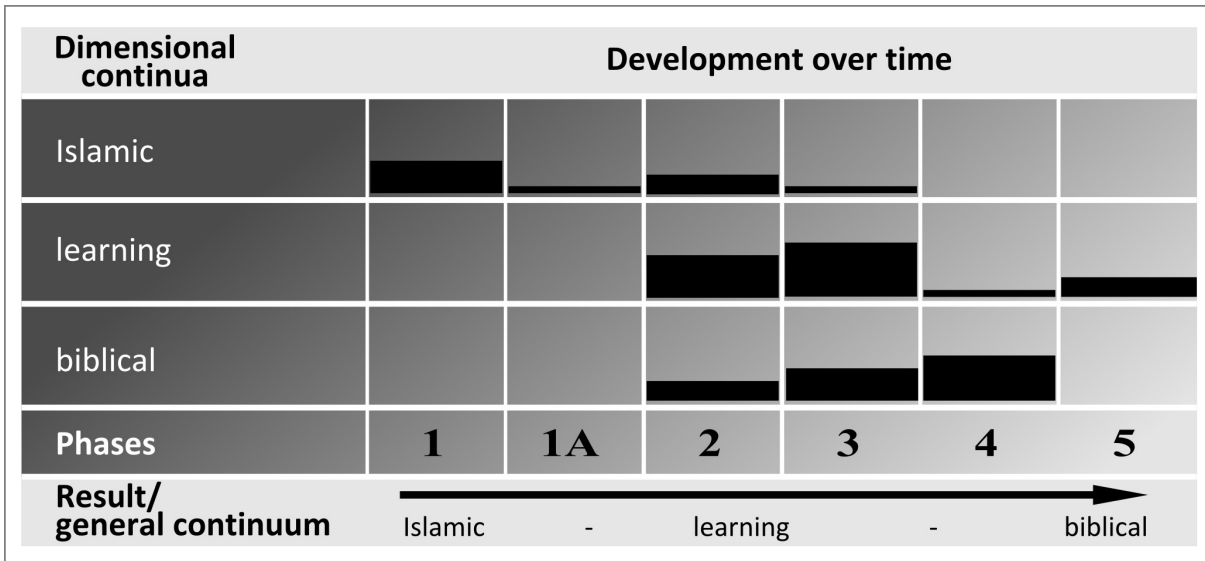 Dimensional
continua
Development over time
Islamic
learning
biblical
Phases 1 1A 2 3 4 5
Result/
general continuum
Islamic - learning - biblical